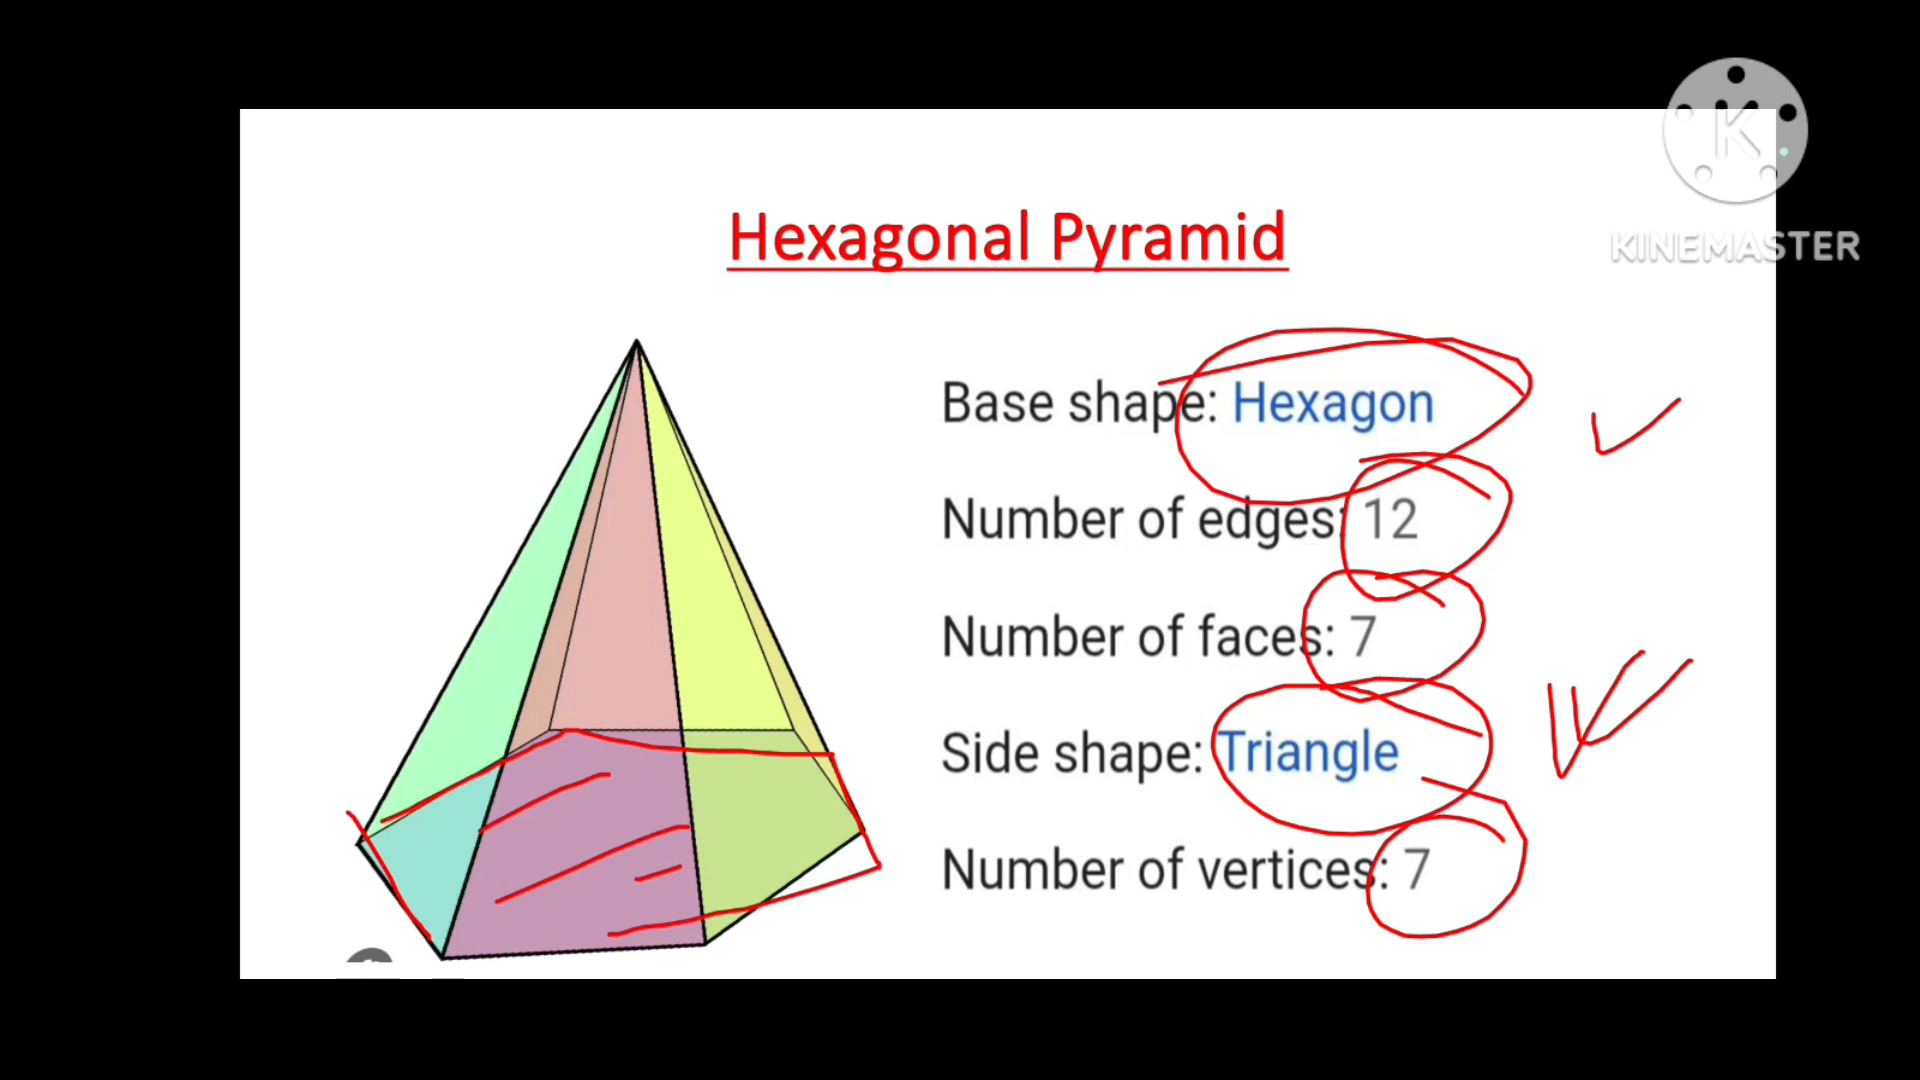 K
KINEMASTER
Hexagonal Pyramid
Base shape: Hexagon
Number of edges: 12
Number of faces: 7
Side shape: Triangle
Number of vertices: 7